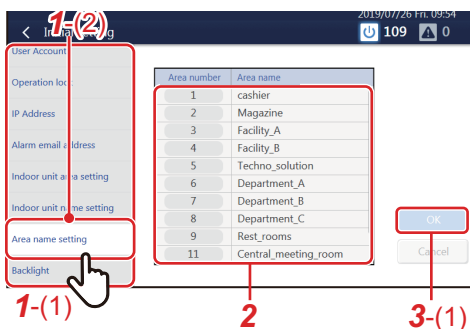 2019/07/26 Fri. 09:54
1-(2)
109 0
User Account
Operation lock
IP Address
Alarm email address
Indoor unit area setting
Indoor unit name setting
Area name setting
Backlight
Area number Area name
1 cashier
2 Magazine
3 Facility_A
4 Facility_B
5 Techno_solution
6 Department_A
7 Department_B
8 Department_C
9 Rest_rooms
11 Central_meeting_room
OK
Cancel
1-(1)
2
3-(1)